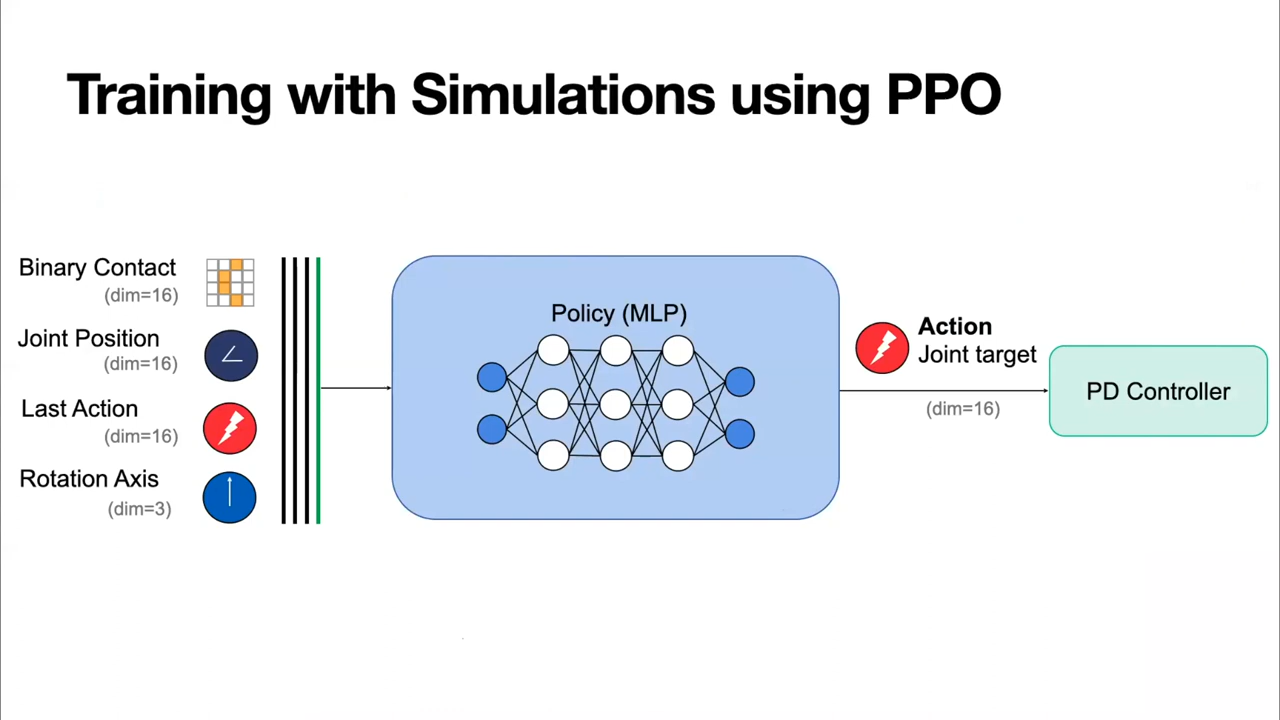 Training with Simulations using PPO
Binary Contact
(dim=16)
Joint Position
(dim=16)
Last Action
(dim=16)
Rotation Axis
(dim=3)
Policy (MLP)
Action
Joint target
(dim=16)
PD Controller